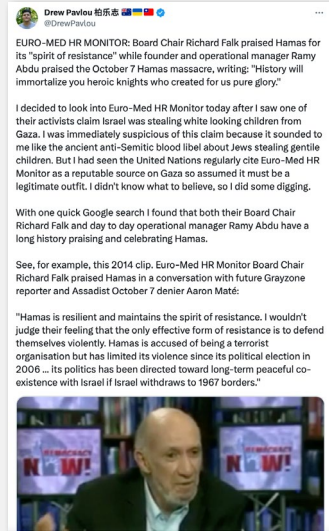 Drew Pavlou 柏乐志 🇦🇺🇺🇦🇹🇼
@DrewPavlou
EURO-MED HR MONITOR: Board Chair Richard Falk praised Hamas for
its "spirit of resistance" while founder and operational manager Ramy
Abdu praised the October 7 Hamas massacre, writing: "History will
immortalize you heroic knights who created for us pure glory."
I decided to look into Euro-Med HR Monitor today after I saw one of
their activists claim Israel was stealing white looking children from
Gaza. I was immediately suspicious of this claim because it sounded to
me like the ancient anti-Semitic blood libel about Jews stealing gentile
children. But I had seen the United Nations regularly cite Euro-Med HR
Monitor as a reputable source on Gaza so assumed it must be a
legitimate outfit. I didn't know what to believe, so I did some digging.
With one quick Google search I found that both their Board Chair
Richard Falk and day to day operational manager Ramy Abdu have a
long history praising and celebrating Hamas.
See, for example, this 2014 clip. Euro-Med HR Monitor Board Chair
Richard Falk praised Hamas in a conversation with future Grayzone
reporter and Assadist October 7 denier Aaron Maté:
"Hamas is resilient and maintains the spirit of resistance. I wouldn't
judge their feeling that the only effective form of resistance is to defend
themselves violently. Hamas is accused of being a terrorist
organisation but has limited its violence since its political election in
2006 ... its politics has been directed toward long-term peaceful co-
existence with Israel if Israel withdraws to 1967 borders."
DEMOCRACY
NOW!
DEMOCRACY
NOW!